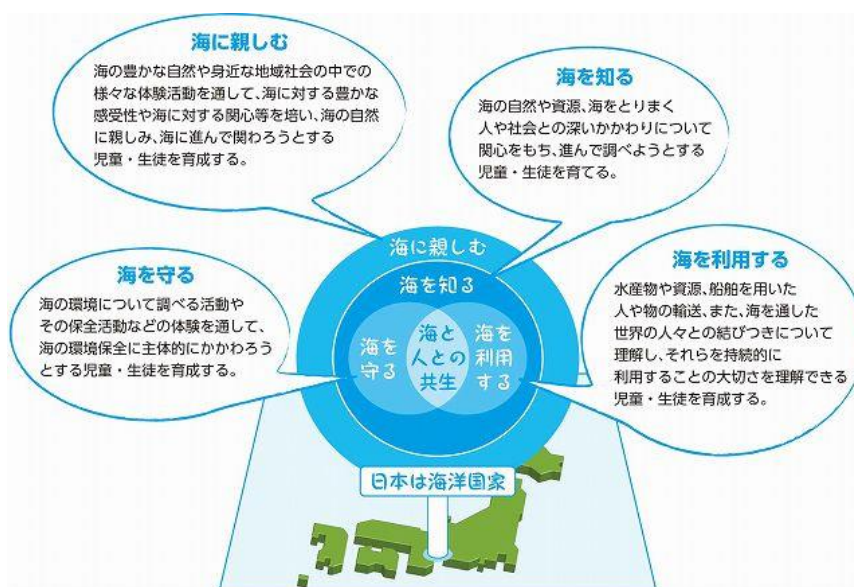 海に親しむ
海の豊かな自然や身近な地域社会の中での
様々な体験活動を通して、海に対する豊かな
感受性や海に対する関心等を培い、海の自然
に親しみ、海に進んで関わろうとする
児童・生徒を育成する。
海を知る
海の自然や資源、海をとりまく
人や社会との深いかかわりについて
関心をもち、進んで調べようとする
児童・生徒を育てる。
海を守る
海の環境について調べる活動や
その保全活動などの体験を通して、
海の環境保全に主体的にかかわろう
とする児童・生徒を育成する。
海を利用する
水産物や資源、船舶を用いた
人や物の輸送、また、海を通した
世界の人々との結びつきについて
理解し、それらを持続的に
利用することの大切さを理解できる
児童・生徒を育成する。
海に親しむ
海を知る
海を
守る
海と
人との
共生
海を
利用
する
日本は海洋国家